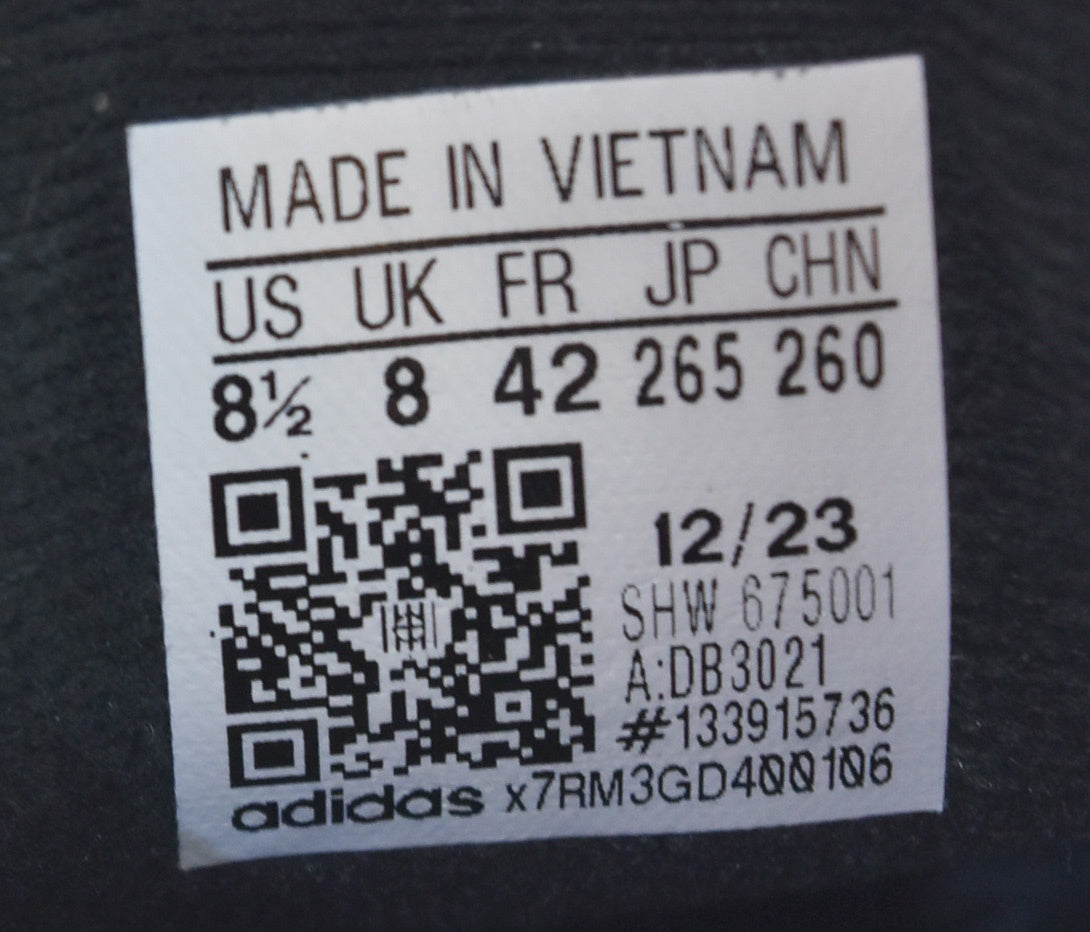 MADE IN VIETNAM
US UK FR JP CHN
8½ 8 42 265 260
12/23
SHW 675001
A:DB3021
#133915736
adidas x7RM3GD400106